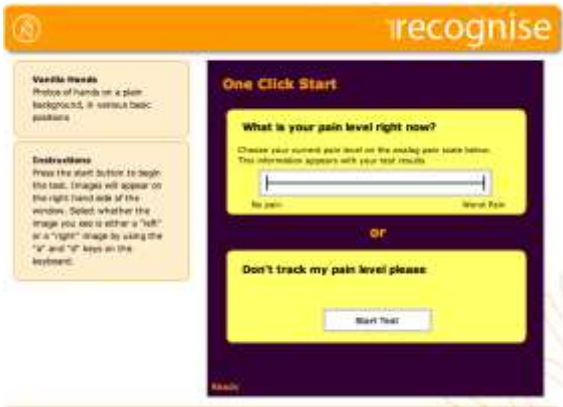 recognise
Vanilla Hands
Photos of hands on a plain
background, in various basic
positions
Instructions
Press the start button to begin
the task. Images will appear on
the right hand side of the
window. Select whether the
image you see is either a "left"
or a "right" image by using the
"a" and "d" keys on the
keyboard.
One Click Start
What is your pain level right now?
Choose your current pain level on the analog pain scale below.
This information appears with your test results.
No pain
Worst Pain
or
Don't track my pain level please
Start Test
Ready